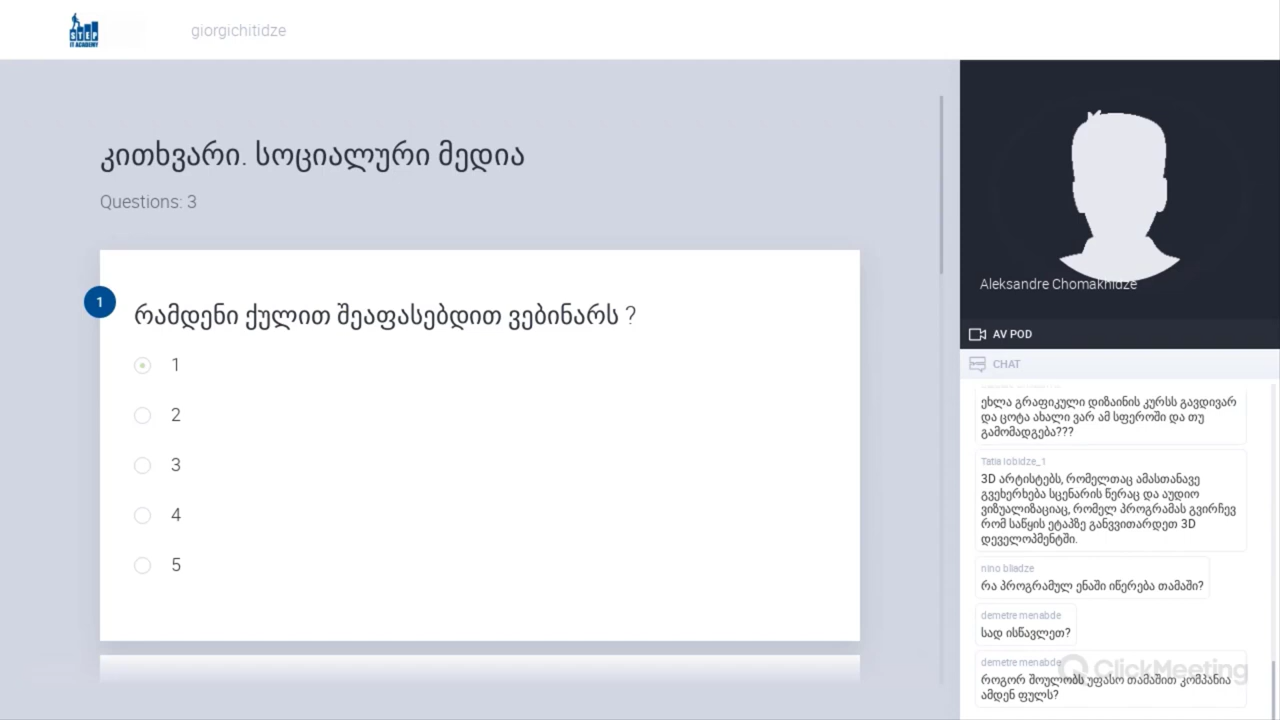 STEP
IT ACADEMY
giorgichitidze
კითხვარი. სოციალური მედია
Questions: 3
1
რამდენი ქულით შეაფასებდით ვებინარს ?
1
2
3
4
5
Aleksandre Chomakhidze
AV POD
CHAT
ეხლა გრაფიკული დიზაინის კურსს გავდივარ
და ცოტა ახალი ვარ ამ სფეროში და თუ
გამომადგება???
Tatia Iobidze_1
3D არტისტებს, რომელთაც ამასთანავე
გვეხერხება სცენარის წერაც და აუდიო
ვიზუალიზაციაც, რომელ პროგრამას გვირჩევ
რომ საწყის ეტაპზე განვვითარდეთ 3D
დეველოპმენტში.
nino bliadze
რა პროგრამულ ენაში იწერება თამაში?
demetre menabde
სად ისწავლეთ?
demetre menabde
როგორ შოულობს უფასო თამაშით კომპანია
ამდენ ფულს?
ClickMeeting